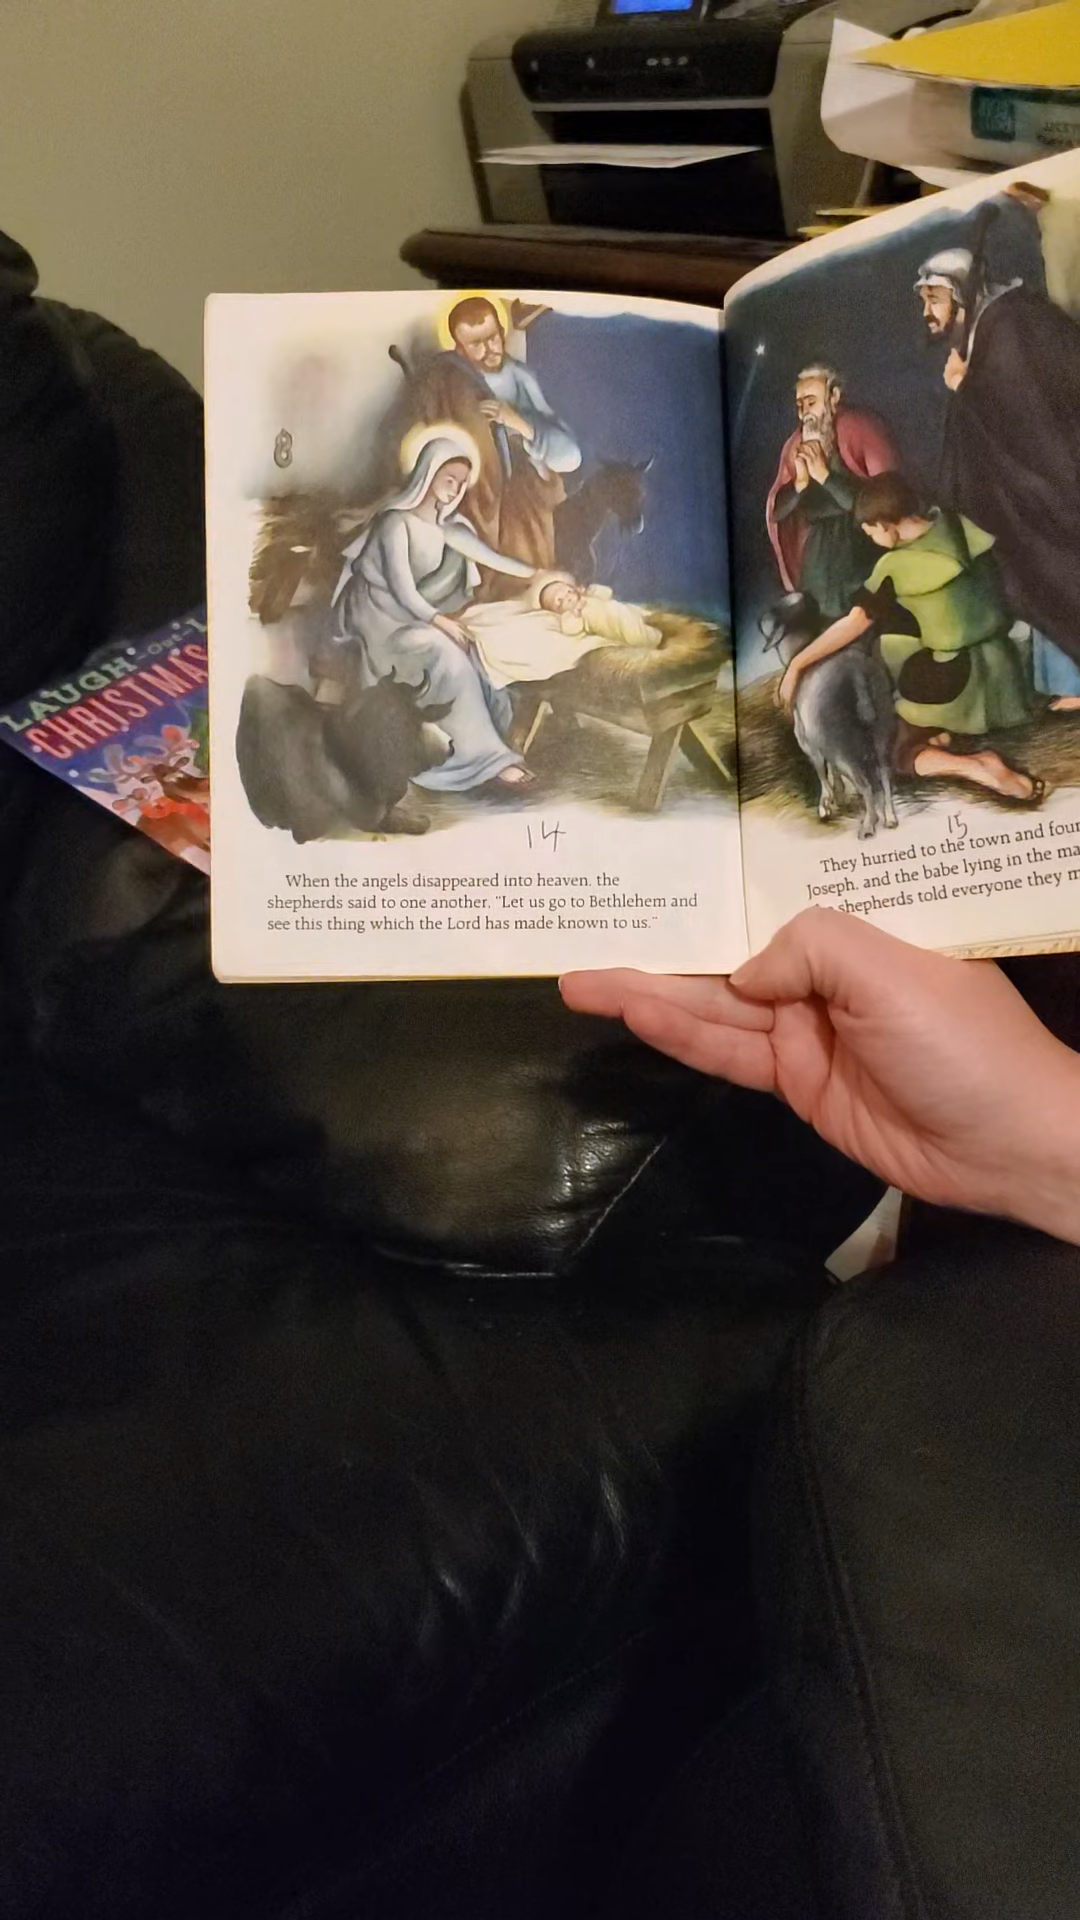 LAUGH-Out-L
CHRISTMAS
14
When the angels disappeared into heaven, the
shepherds said to one another, "Let us go to Bethlehem and
see this thing which the Lord has made known to us."
15
They hurried to the town and foun
Joseph, and the babe lying in the ma
shepherds told everyone they m